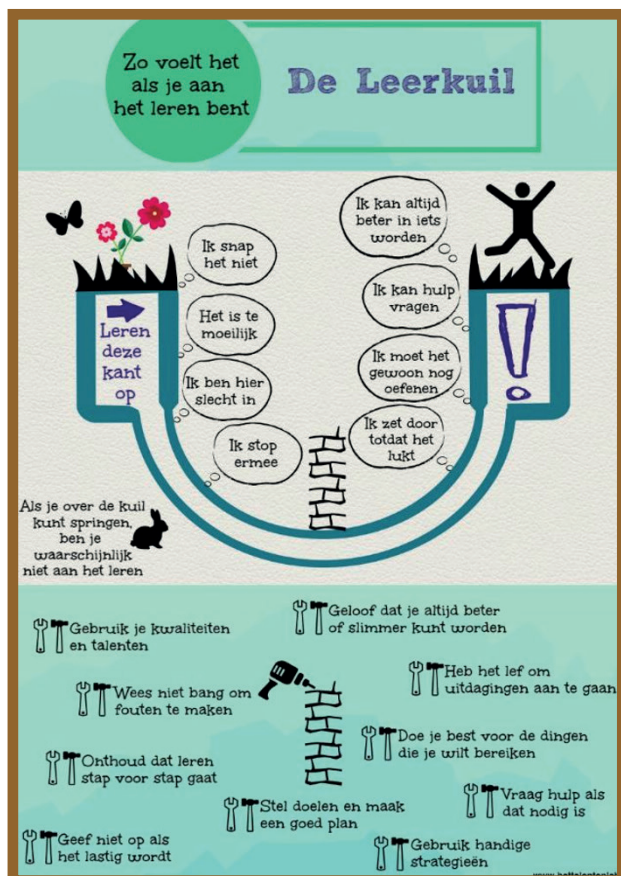 Zo voelt het
als je aan
het leren bent
De Leerkuil
Ik snap
het niet
Het is te
moeilijk
Ik ben hier
slecht in
Ik stop
ermee
Ik kan altijd
beter in iets
worden
Ik kan hulp
vragen
Ik moet het
gewoon nog
oefenen
Ik zet door
totdat het
lukt
Leren
deze
kant
op
!
Als je over de kuil
kunt springen,
ben je
waarschijnlijk
niet aan het leren
Gebruik je kwaliteiten
en talenten
Geloof dat je altijd beter
of slimmer kunt worden
Wees niet bang om
fouten te maken
Heb het lef om
uitdagingen aan te gaan
Onthoud dat leren
stap voor stap gaat
Doe je best voor de dingen
die je wilt bereiken
Stel doelen en maak
een goed plan
Vraag hulp als
dat nodig is
Geef niet op als
het lastig wordt
Gebruik handige
strategieën